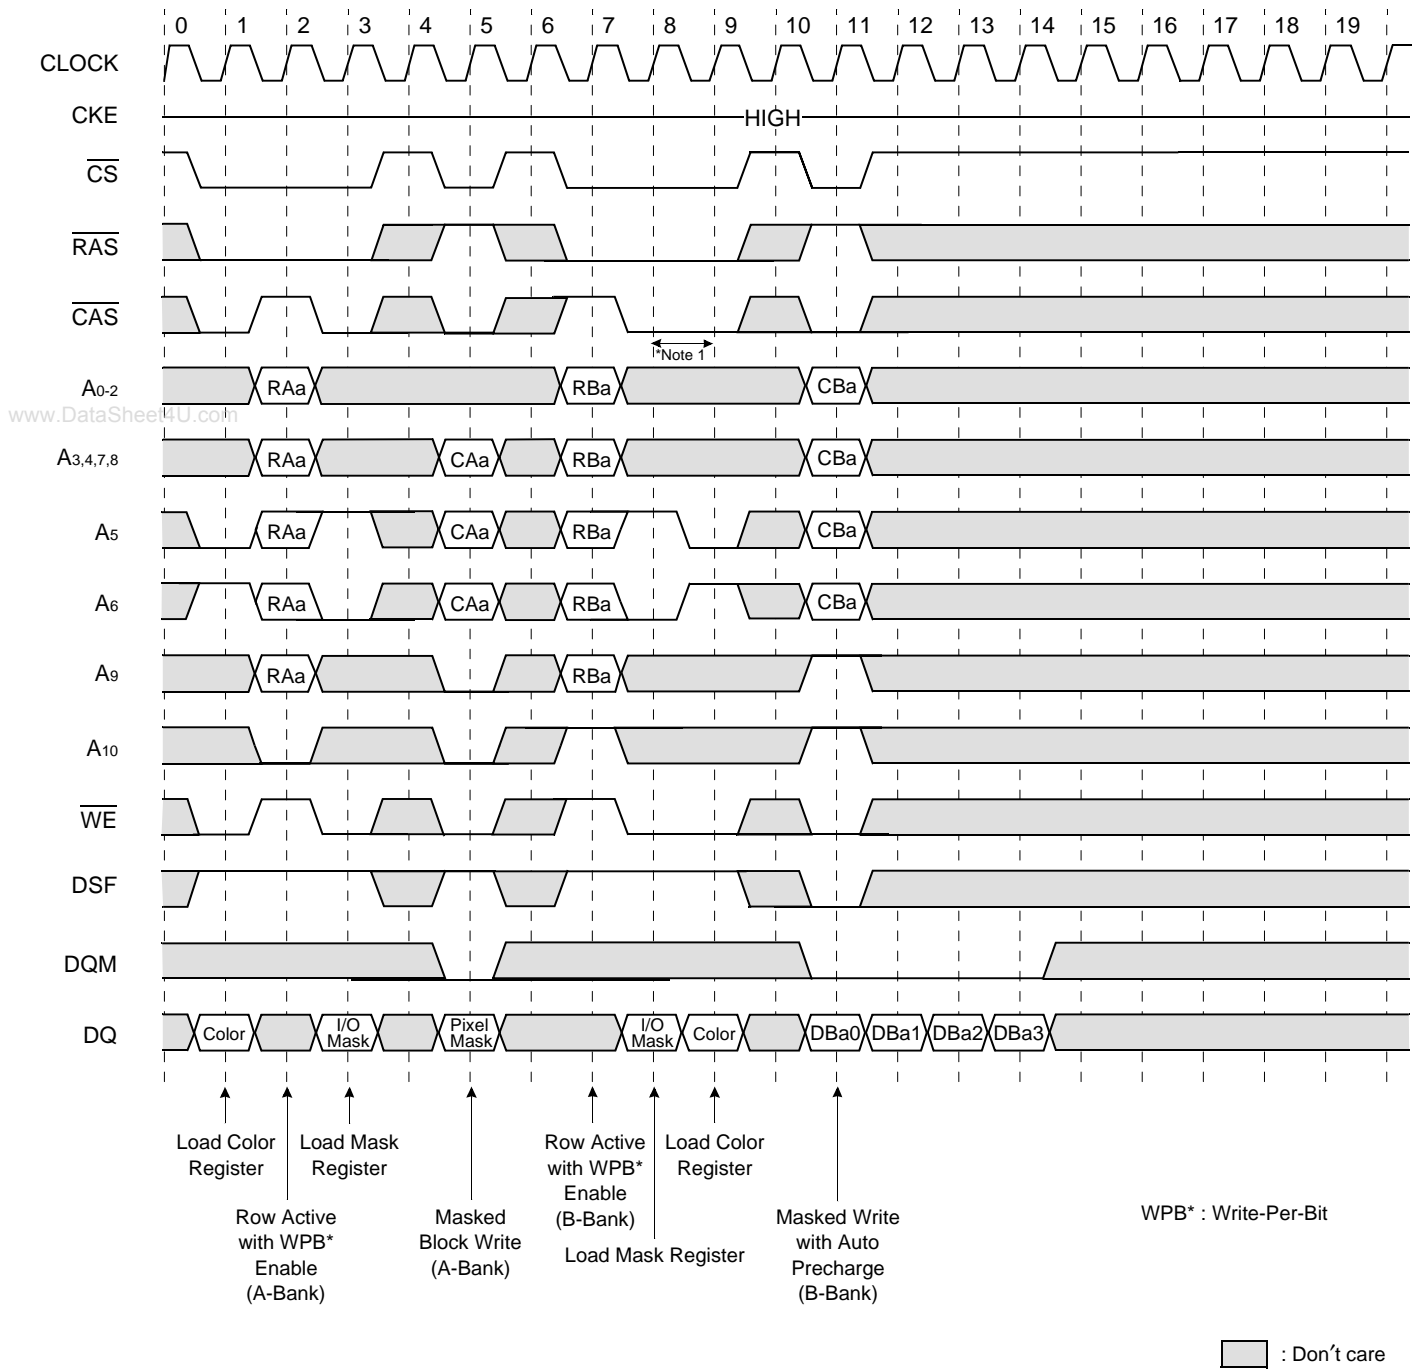 0 1 2 3 4 5 6 7 8 9 10 11 12 13 14 15 16 17 18 19
CLOCK
CKE HIGH
CS
RAS
CAS
*Note 1
A0-2 RAa RBa CBa
www.DataSheet4U.com
A3,4,7,8 RAa CAa RBa CBa
A5 RAa CAa RBa CBa
A6 RAa CAa RBa CBa
A9 RAa RBa
A10
WE
DSF
DQM
DQ Color I/O Mask Pixel Mask I/O Mask Color DBa0 DBa1 DBa2 DBa3
Load Color
Register
Load Mask
Register
Row Active
with WPB*
Enable
(B-Bank)
Load Color
Register
Row Active
with WPB*
Enable
(A-Bank)
Masked
Block Write
(A-Bank)
Load Mask Register
Masked Write
with Auto
Precharge
(B-Bank)
WPB* : Write-Per-Bit
: Don't care